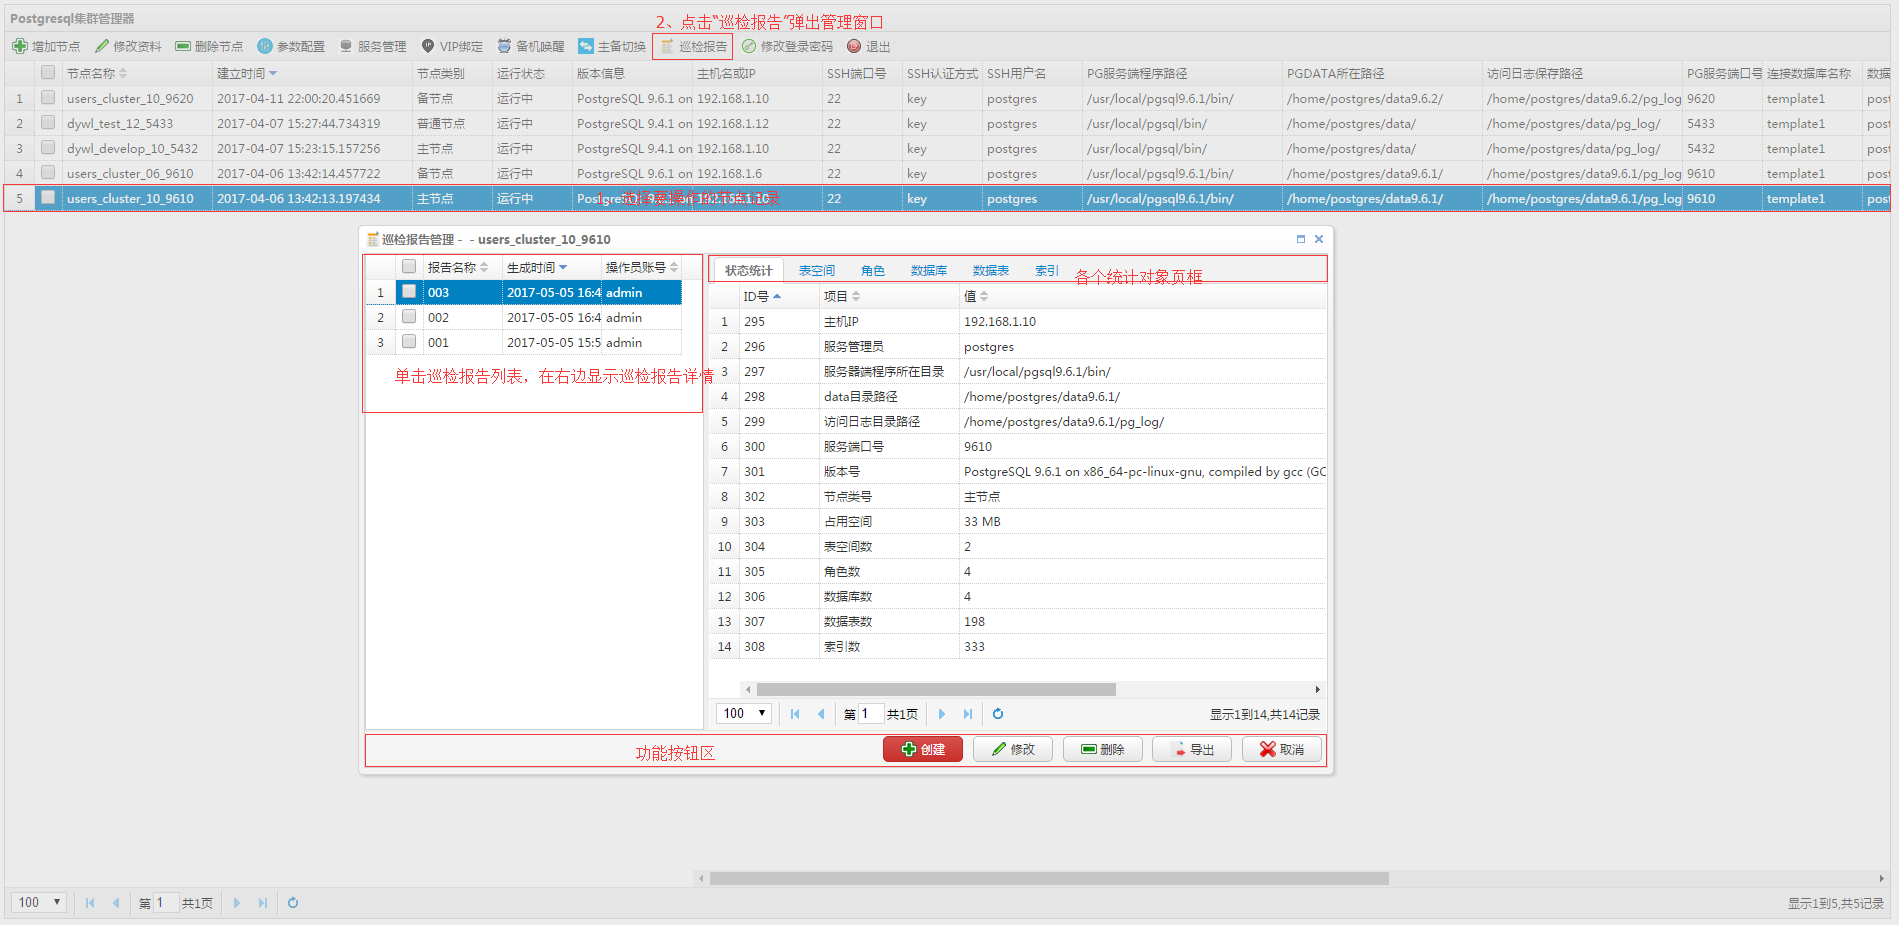 Postgresql集群管理器
2、点击“巡检报告”弹出管理窗口
增加节点 修改资料 删除节点 参数配置 服务管理 VIP绑定 备机唤醒 主备切换 巡检报告 修改登录密码 退出
节点名称 建立时间 节点类别 运行状态 版本信息 主机名或IP SSH端口号 SSH认证方式 SSH用户名 PG服务端程序路径 PGDATA所在路径 访问日志保存路径 PG服务端口号 连接数据库名称 数据
1 users_cluster_10_9620 2017-04-11 22:00:20.451669 备节点 运行中 PostgreSQL 9.6.1 on 192.168.1.10 22 key postgres /usr/local/pgsql9.6.1/bin/ /home/postgres/data9.6.2/ /home/postgres/data9.6.2/pg_log 9620 template1 post
2 dywl_test_12_5433 2017-04-07 15:27:44.734319 普通节点 运行中 PostgreSQL 9.4.1 on 192.168.1.12 22 key postgres /usr/local/pgsql/bin/ /home/postgres/data/ /home/postgres/data/pg_log/ 5433 template1 post
3 dywl_develop_10_5432 2017-04-07 15:23:15.157256 主节点 运行中 PostgreSQL 9.4.1 on 192.168.1.10 22 key postgres /usr/local/pgsql/bin/ /home/postgres/data/ /home/postgres/data/pg_log/ 5432 template1 post
4 users_cluster_06_9610 2017-04-06 13:42:14.457722 备节点 运行中 PostgreSQL 9.6.1 on 192.168.1.6 22 key postgres /usr/local/pgsql9.6.1/bin/ /home/postgres/data9.6.1/ /home/postgres/data9.6.1/pg_log 9610 template1 post
5 users_cluster_10_9610 2017-04-06 13:42:13.197434 主节点 运行中 22 key postgres /usr/local/pgsql9.6.1/bin/ /home/postgres/data9.6.1/ /home/postgres/data9.6.1/pg_log 9610 template1 post
1、选择要操作的节点记录
巡检报告管理 - - users_cluster_10_9610
报告名称 生成时间 操作员账号
1 003 2017-05-05 16:4 admin
2 002 2017-05-05 16:4 admin
3 001 2017-05-05 15:5 admin
单击巡检报告列表，在右边显示巡检报告详情
状态统计 表空间 角色 数据库 数据表 索引
各个统计对象页框
ID号 项目 值
1 295 主机IP 192.168.1.10
2 296 服务管理员 postgres
3 297 服务器端程序所在目录 /usr/local/pgsql9.6.1/bin/
4 298 data目录路径 /home/postgres/data9.6.1/
5 299 访问日志目录路径 /home/postgres/data9.6.1/pg_log/
6 300 服务端口号 9610
7 301 版本号 PostgreSQL 9.6.1 on x86_64-pc-linux-gnu, compiled by gcc (GC
8 302 节点类号 主节点
9 303 占用空间 33 MB
10 304 表空间数 2
11 305 角色数 4
12 306 数据库数 4
13 307 数据表数 198
14 308 索引数 333
100 第 1 共1页 显示1到14,共14记录
功能按钮区
创建 修改 删除 导出 取消
100 第 1 共1页 显示1到5,共5记录